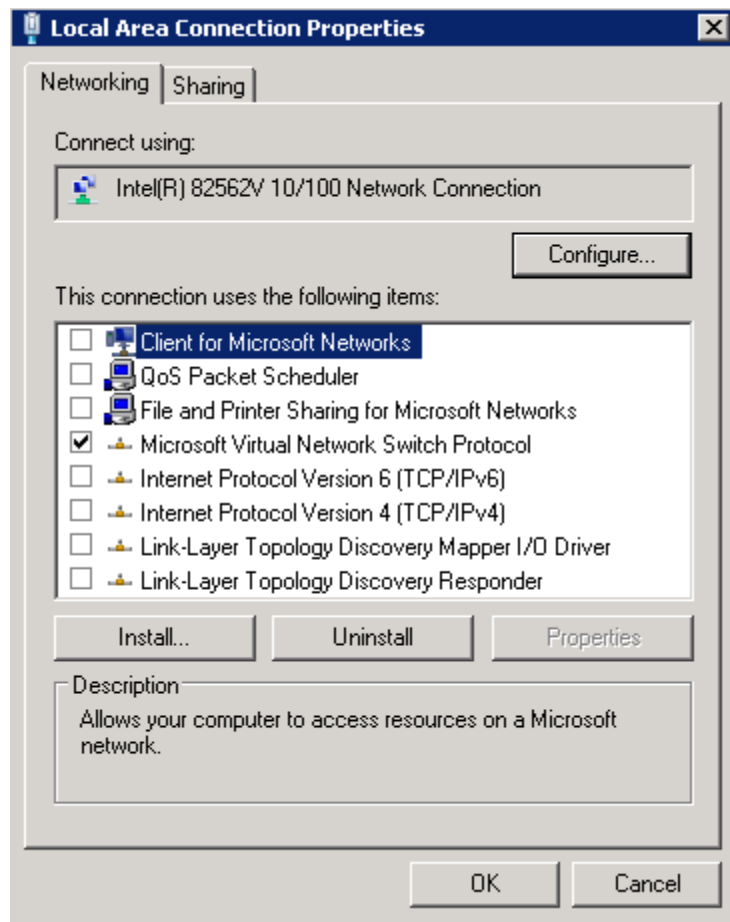 Local Area Connection Properties
Networking
Sharing
Connect using:
Intel(R) 82562V 10/100 Network Connection
Configure...
This connection uses the following items:
Client for Microsoft Networks
QoS Packet Scheduler
File and Printer Sharing for Microsoft Networks
Microsoft Virtual Network Switch Protocol
Internet Protocol Version 6 (TCP/IPv6)
Internet Protocol Version 4 (TCP/IPv4)
Link-Layer Topology Discovery Mapper I/O Driver
Link-Layer Topology Discovery Responder
Install...
Uninstall
Properties
Description
Allows your computer to access resources on a Microsoft
network.
OK
Cancel